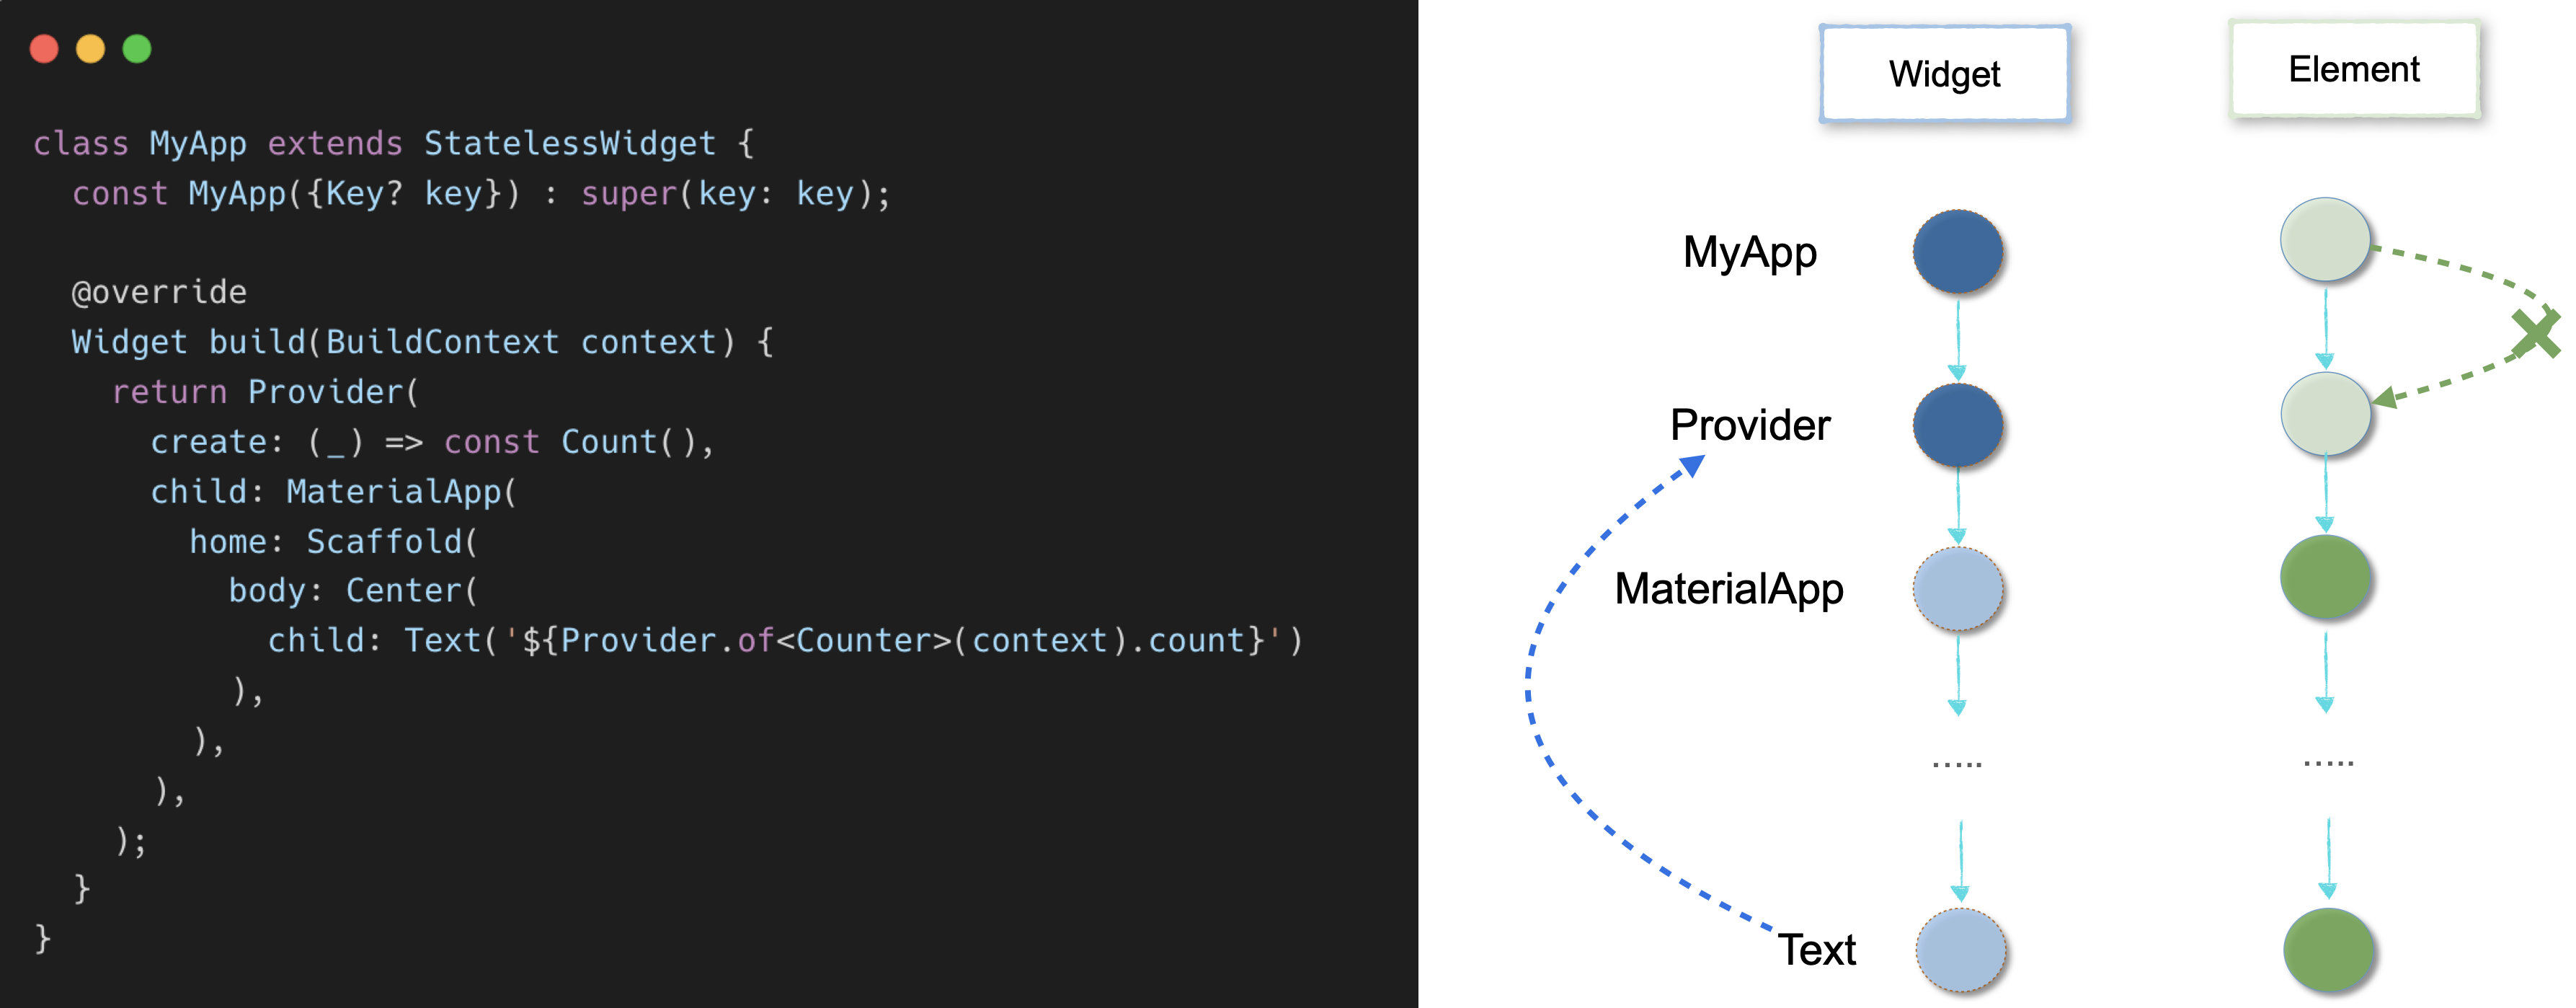 class MyApp extends StatelessWidget {
  const MyApp({Key? key}) : super(key: key);
  @override
  Widget build(BuildContext context) {
    return Provider(
      create: (_) => const Count(),
      child: MaterialApp(
        home: Scaffold(
          body: Center(
            child: Text('${Provider.of<Counter>(context).count}')
          ),
        ),
      ),
    );
  }
}
Widget
Element
MyApp
Provider
MaterialApp
.....
.....
Text